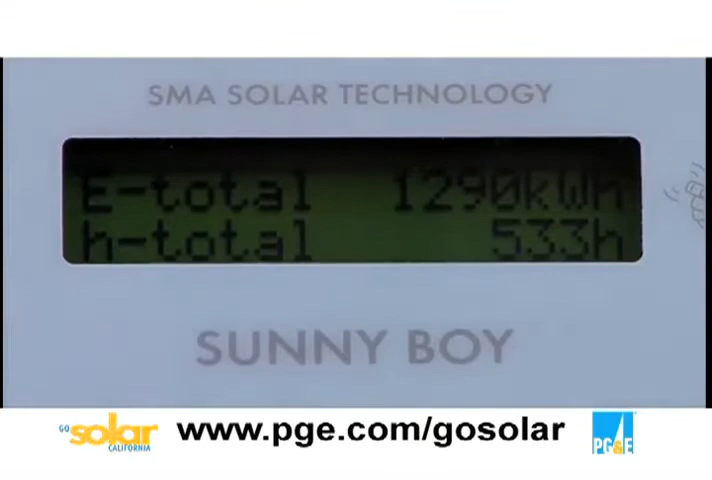 SMA SOLAR TECHNOLOGY
E-total 1290kWh
h-total 533h
SUNNY BOY
GO solar CALIFORNIA
www.pge.com/gosolar
PG&E